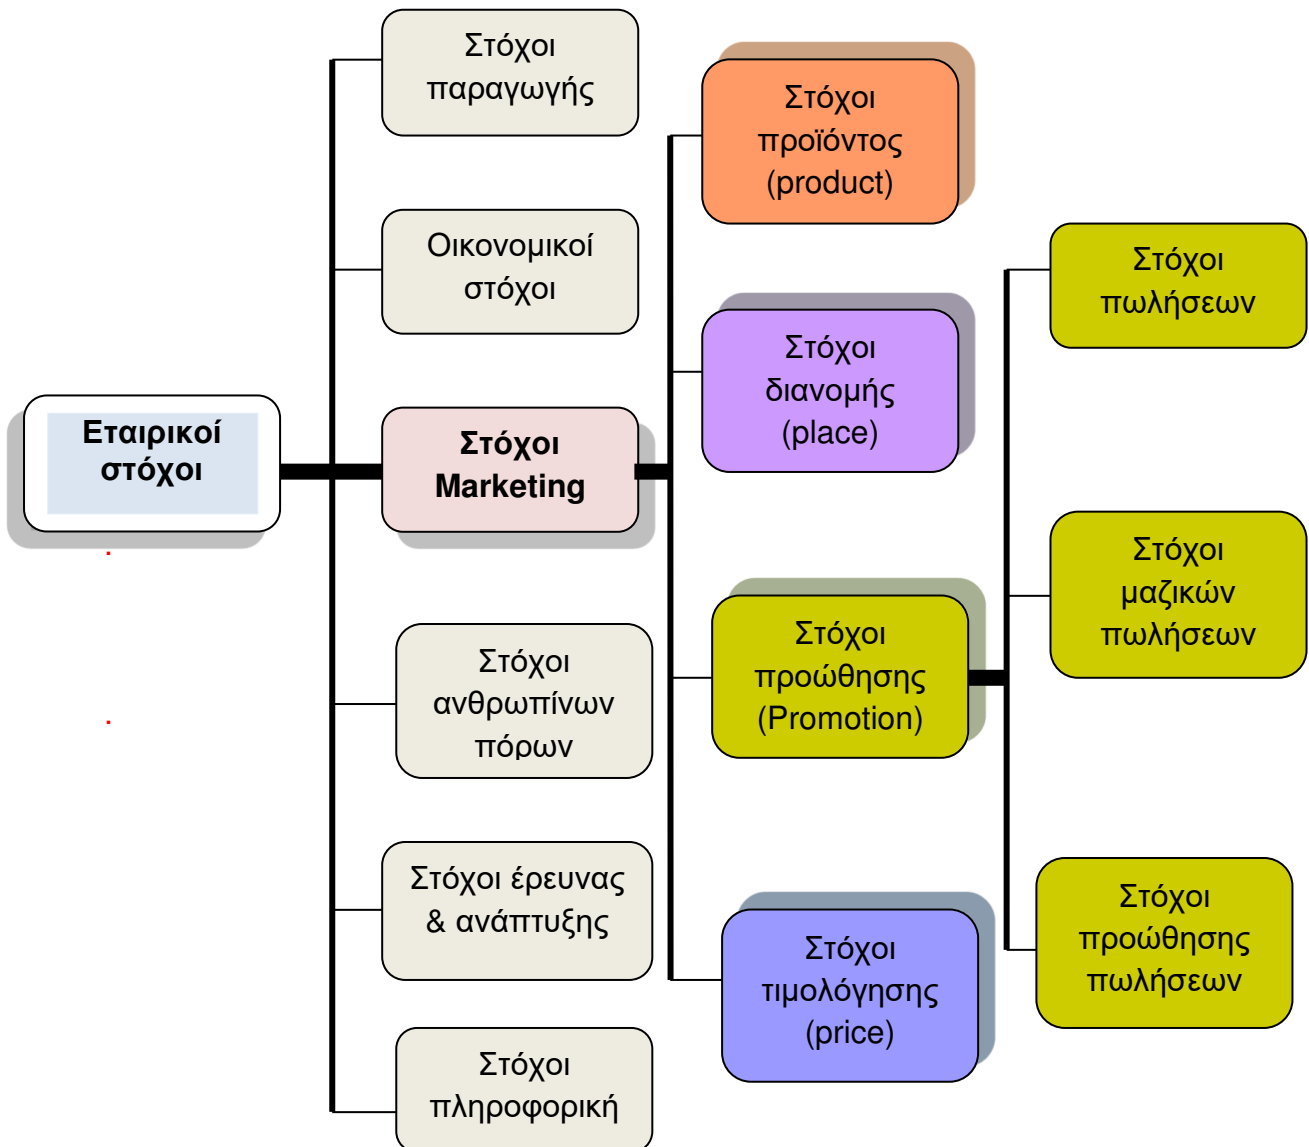 Στόχοι
παραγωγής
Οικονομικοί
στόχοι
Εταιρικοί
στόχοι
Στόχοι
Marketing
Στόχοι
ανθρωπίνων
πόρων
Στόχοι έρευνας
& ανάπτυξης
Στόχοι
πληροφορική
Στόχοι
προϊόντος
(product)
Στόχοι
διανομής
(place)
Στόχοι
προώθησης
(Promotion)
Στόχοι
τιμολόγησης
(price)
Στόχοι
πωλήσεων
Στόχοι
μαζικών
πωλήσεων
Στόχοι
προώθησης
πωλήσεων